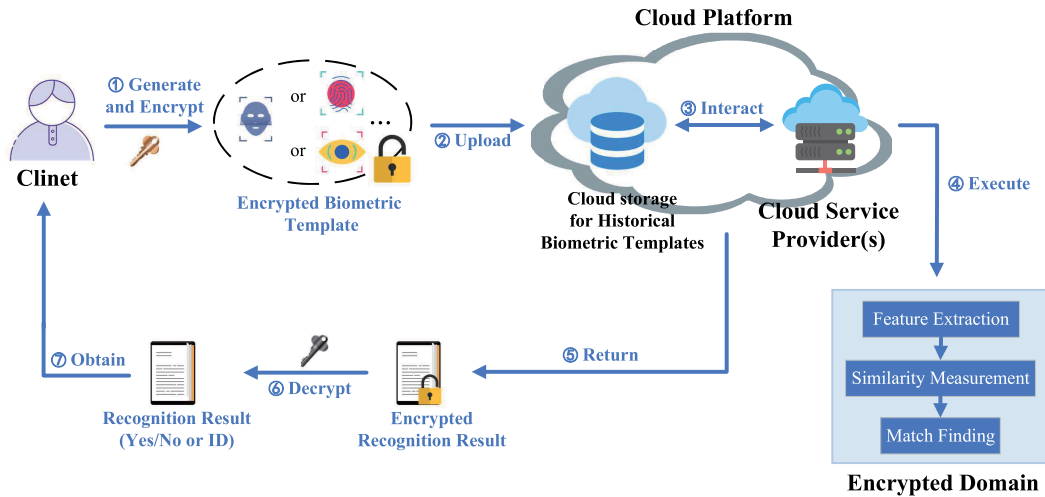 Cloud Platform
① Generate
and Encrypt
or
or
...
Clinet
Encrypted Biometric
Template
② Upload
③ Interact
Cloud storage
for Historical
Biometric Templates
Cloud Service
Provider(s)
④ Execute
Feature Extraction
Similarity Measurement
Match Finding
Encrypted Domain
⑤ Return
Encrypted
Recognition Result
⑥ Decrypt
Recognition Result
(Yes/No or ID)
⑦ Obtain